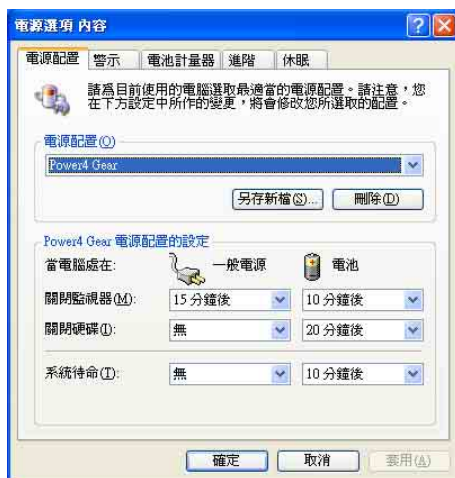 電源選項 內容
電源配置 警示 電池計量器 進階 休眠
請為目前使用的電腦選取最適當的電源配置。請注意，您
在下方設定中所作的變更，將會修改您所選取的配置。
電源配置(O)
Power4 Gear
另存新檔(S)... 刪除(D)
Power4 Gear 電源配置的設定
當電腦處在: 一般電源 電池
關閉監視器(M): 15 分鐘後 10 分鐘後
關閉硬碟(I): 無 20 分鐘後
系統待命(T): 無 10 分鐘後
確定 取消 套用(A)